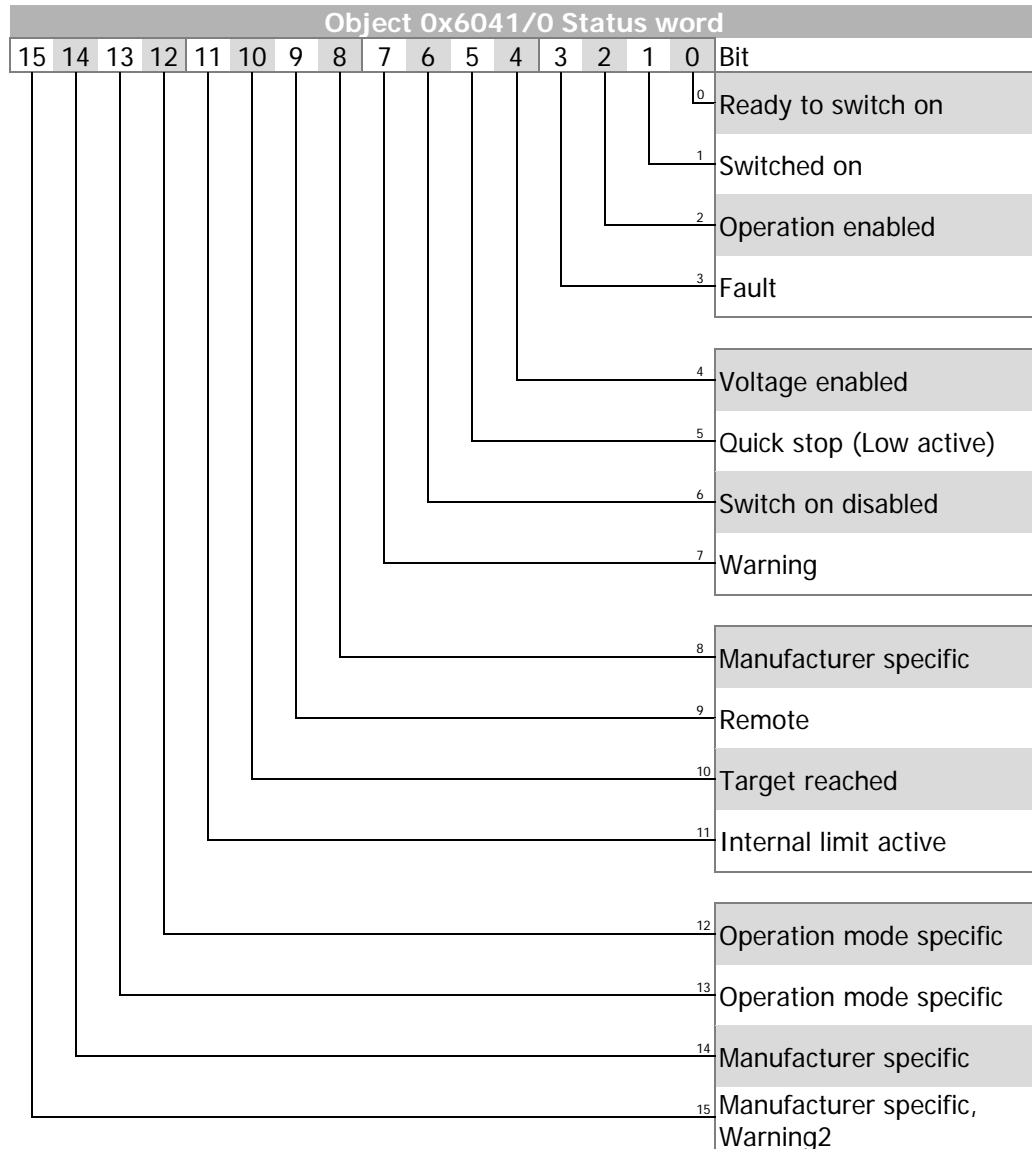 Object 0x6041/0 Status word
15 14 13 12 11 10 9 8 7 6 5 4 3 2 1 0 Bit
0 Ready to switch on
1 Switched on
2 Operation enabled
3 Fault
4 Voltage enabled
5 Quick stop (Low active)
6 Switch on disabled
7 Warning
8 Manufacturer specific
9 Remote
10 Target reached
11 Internal limit active
12 Operation mode specific
13 Operation mode specific
14 Manufacturer specific
15 Manufacturer specific,
Warning2